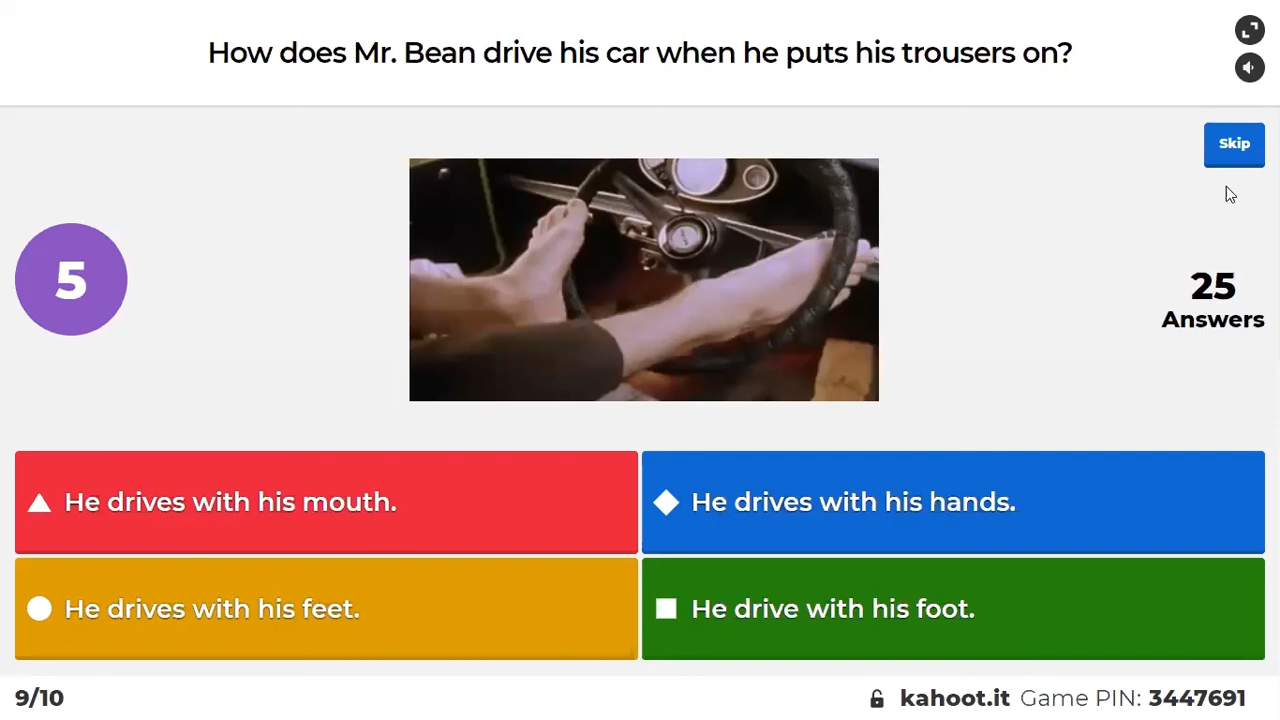 How does Mr. Bean drive his car when he puts his trousers on?
Skip
5
25
Answers
He drives with his mouth.
He drives with his hands.
He drives with his feet.
He drive with his foot.
9/10
kahoot.it Game PIN: 3447691